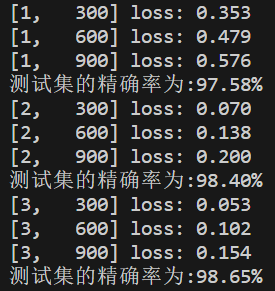 [1,   300] loss: 0.353
[1,   600] loss: 0.479
[1,   900] loss: 0.576
测试集的精确率为:97.58%
[2,   300] loss: 0.070
[2,   600] loss: 0.138
[2,   900] loss: 0.200
测试集的精确率为:98.40%
[3,   300] loss: 0.053
[3,   600] loss: 0.102
[3,   900] loss: 0.154
测试集的精确率为:98.65%